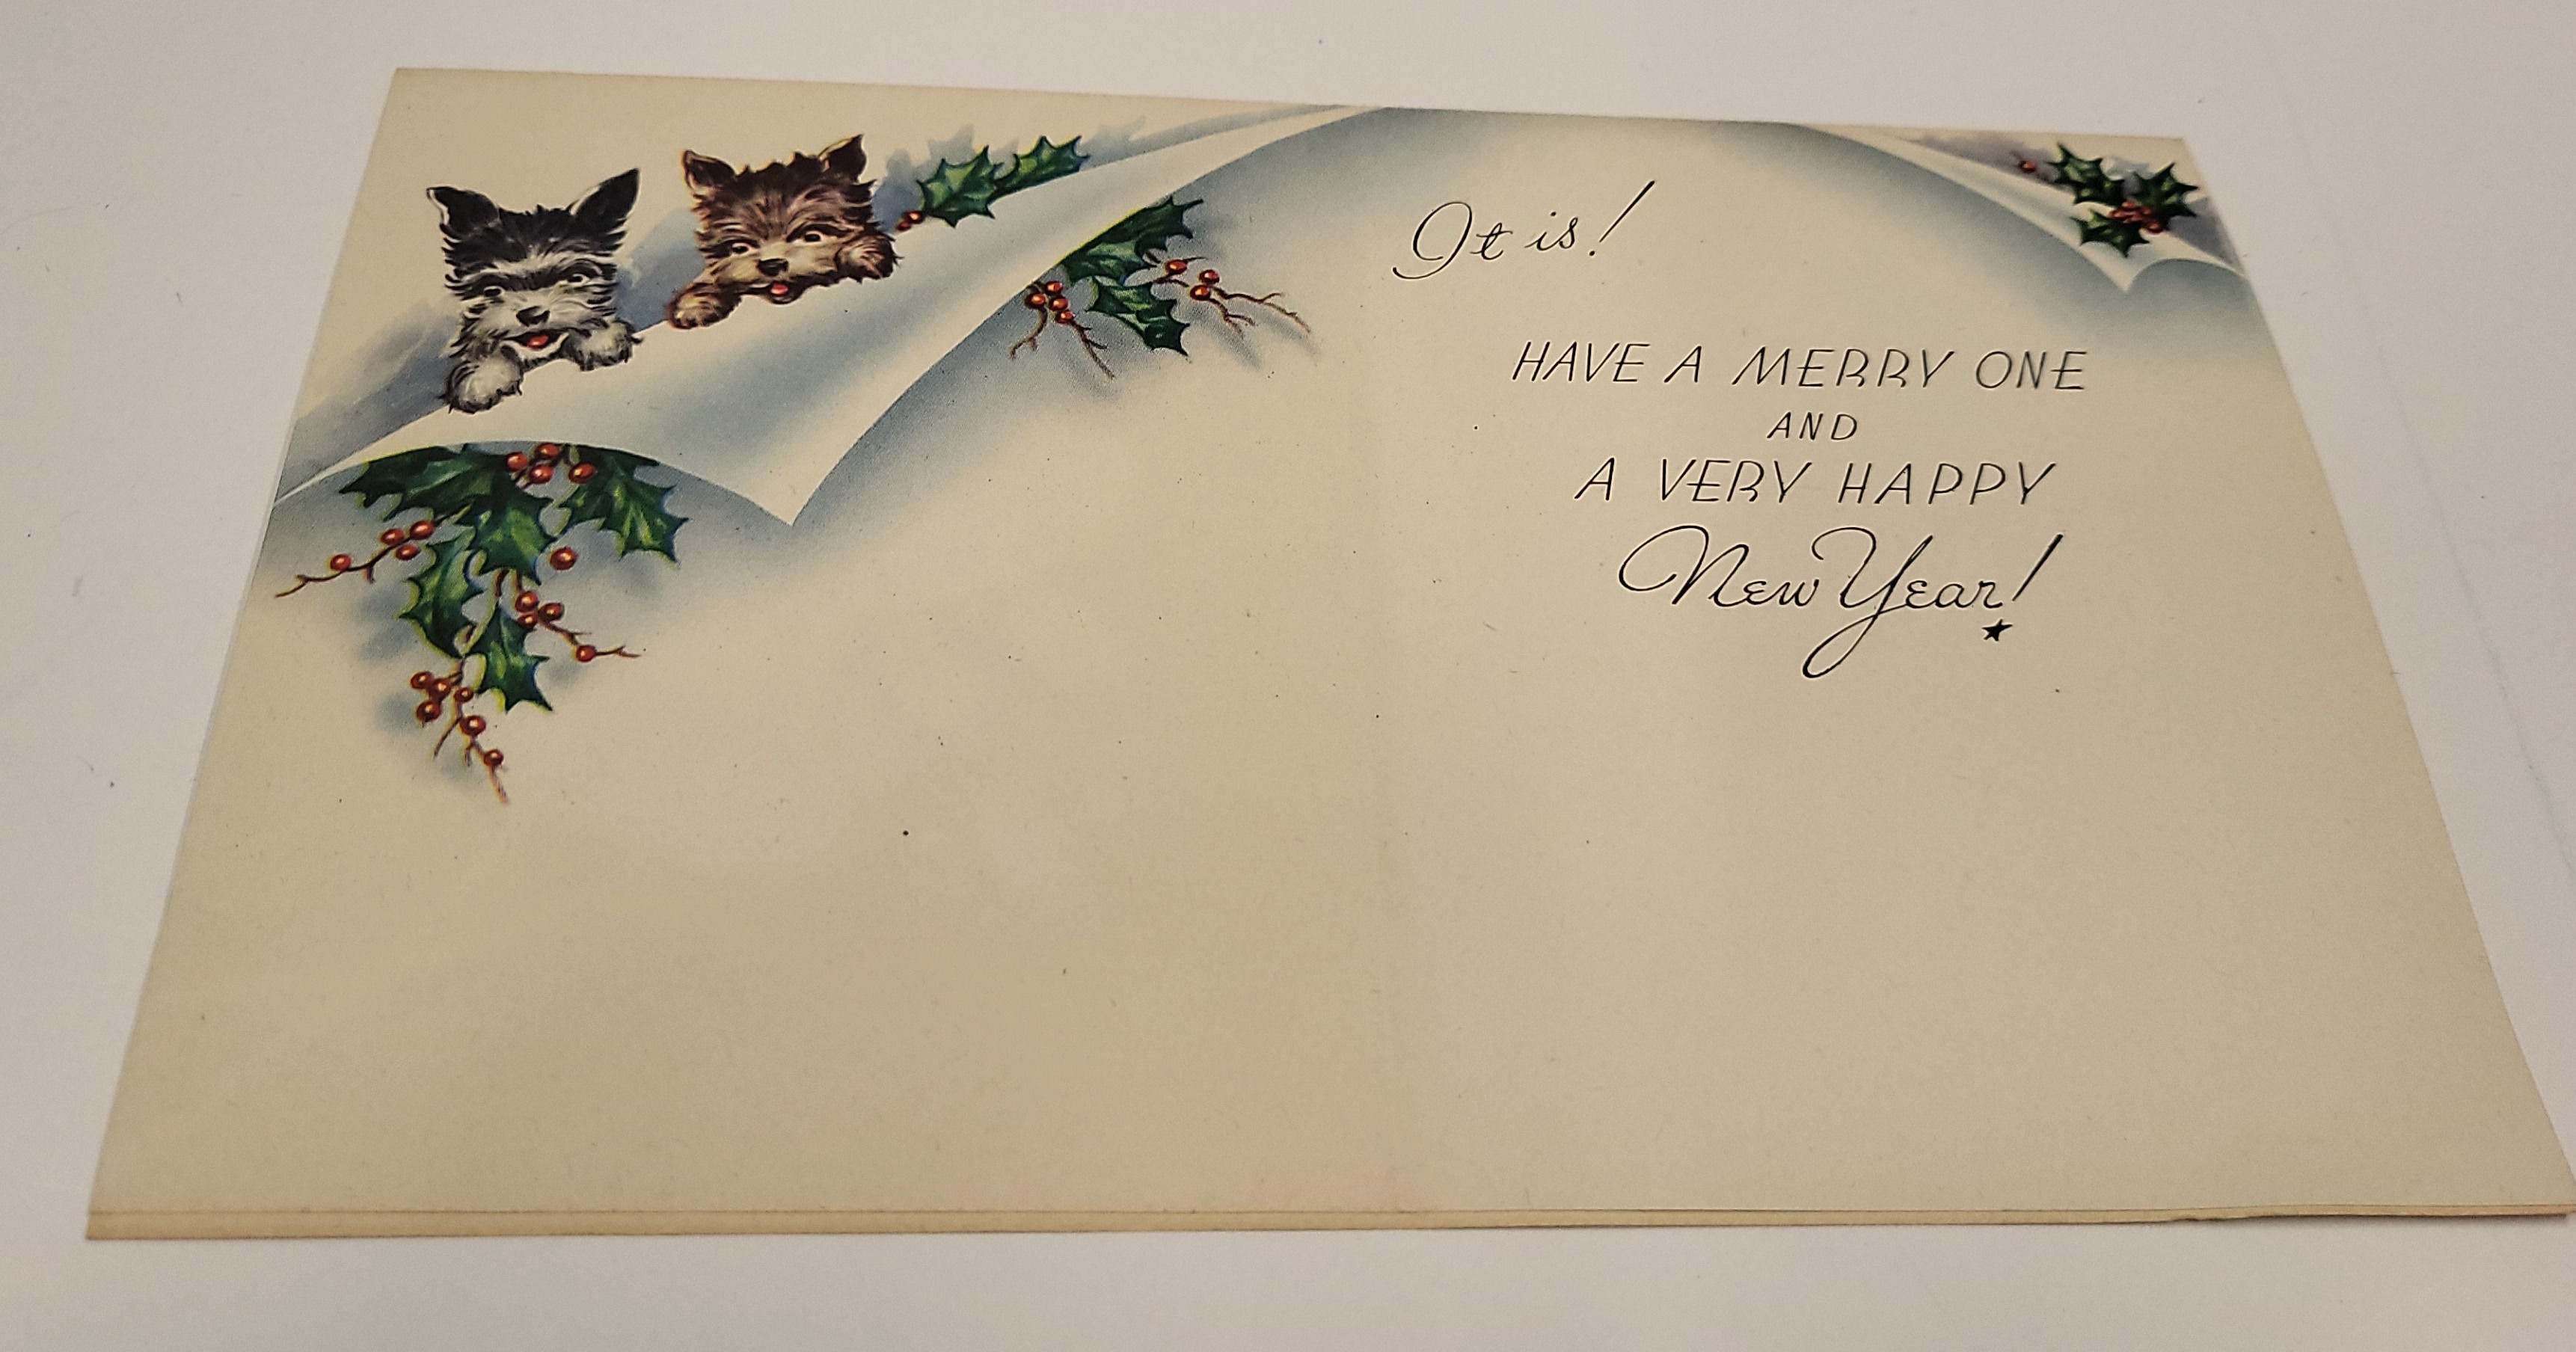 It is!
HAVE A MERRY ONE
AND
A VERY HAPPY
New Year!